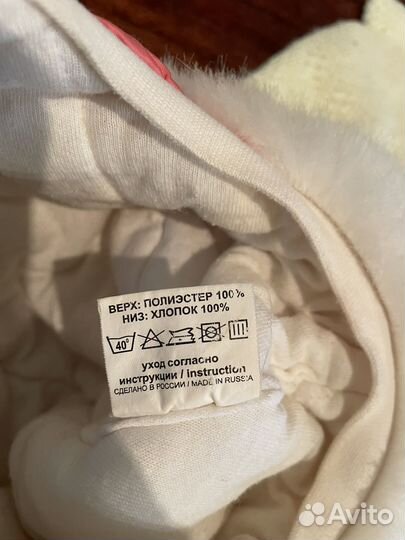 ВЕРХ: ПОЛИЭСТЕР 100%
НИЗ: ХЛОПОК 100%
40°
уход согласно
инструкции / instruction
СДЕЛАНО В РОССИИ / MADE IN RUSSIA
Avito